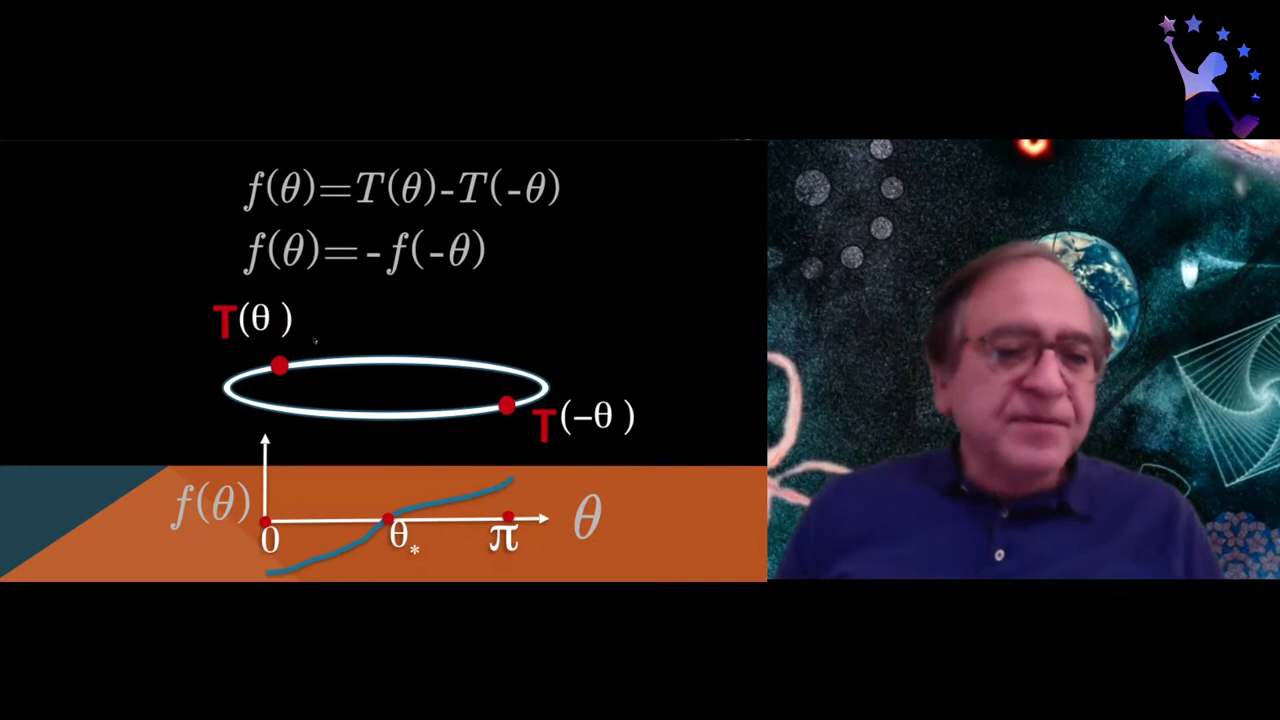 f(θ)=T(θ)-T(-θ)
f(θ)=-f(-θ)
T(θ )
T(−θ )
f(θ)
θ
0
θ*
π